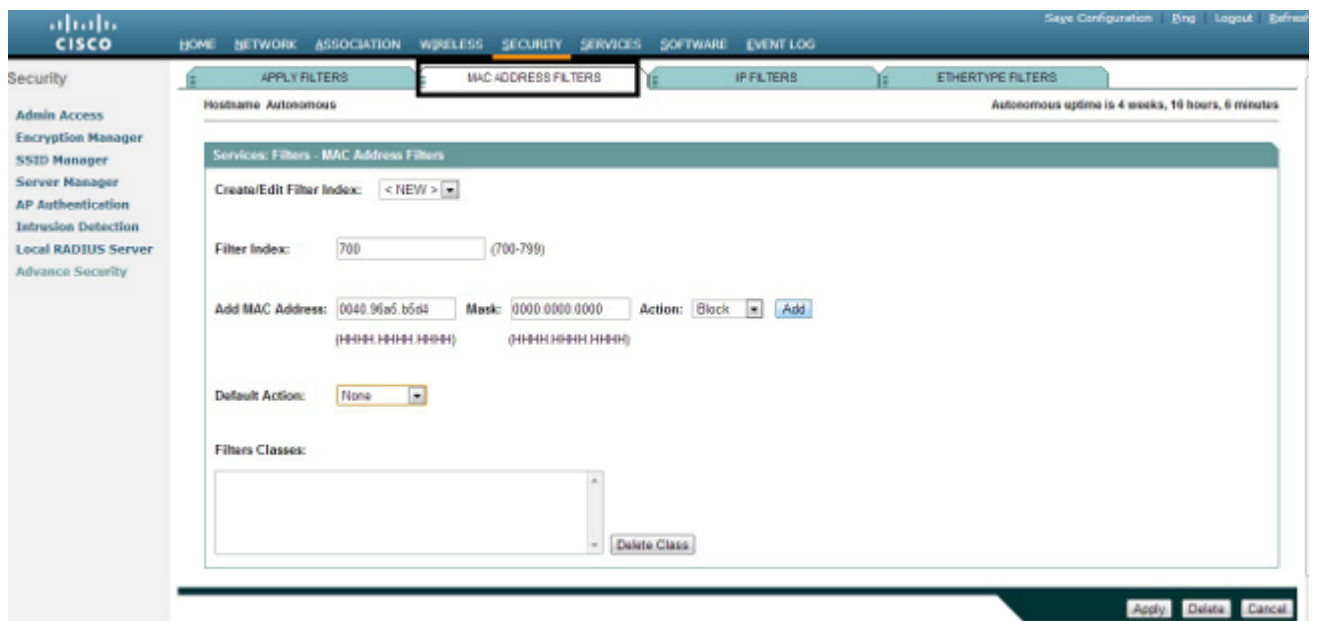 Save Configuration Ping Logout Refresh
CISCO
HOME NETWORK ASSOCIATION WIRELESS SECURITY SERVICES SOFTWARE EVENT LOG
Security
Admin Access
Encryption Manager
SSID Manager
Server Manager
AP Authentication
Intrusion Detection
Local RADIUS Server
Advance Security
APPLY FILTERS MAC ADDRESS FILTERS IP FILTERS ETHERTYPE FILTERS
Hostname Autonomous Autonomous uptime is 4 weeks, 16 hours, 6 minutes
Services: Filters - MAC Address Filters
Create/Edit Filter Index: < NEW >
Filter Index: 700 (700-799)
Add MAC Address: 0040.96a5.b5d4 Mask: 0000.0000.0000 Action: Block Add
(HHHH.HHHH.HHHH) (HHHH.HHHH.HHHH)
Default Action: None
Filters Classes:
Delete Class
Apply Delete Cancel